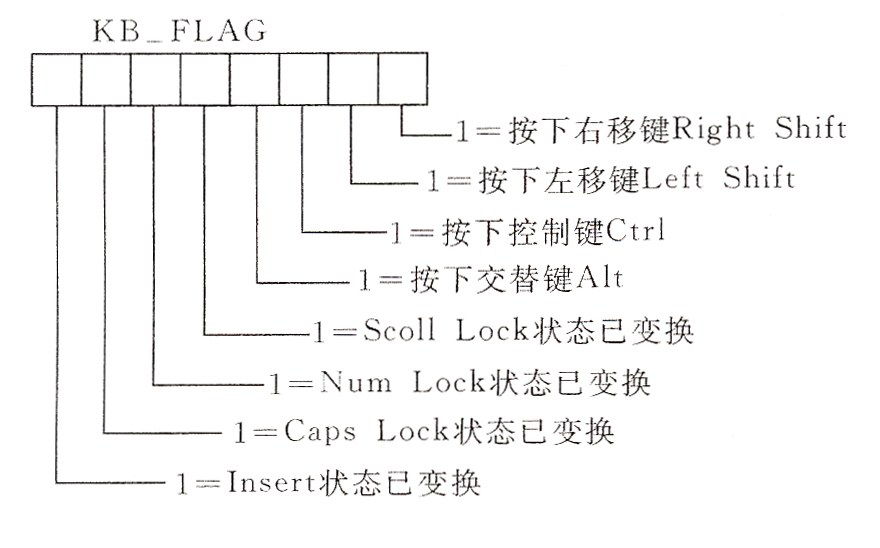 KB_FLAG
1=按下右移键Right Shift
1=按下左移键Left Shift
1=按下控制键Ctrl
1=按下交替键Alt
1=Scoll Lock状态已变换
1=Num Lock状态已变换
1=Caps Lock状态已变换
1=Insert状态已变换